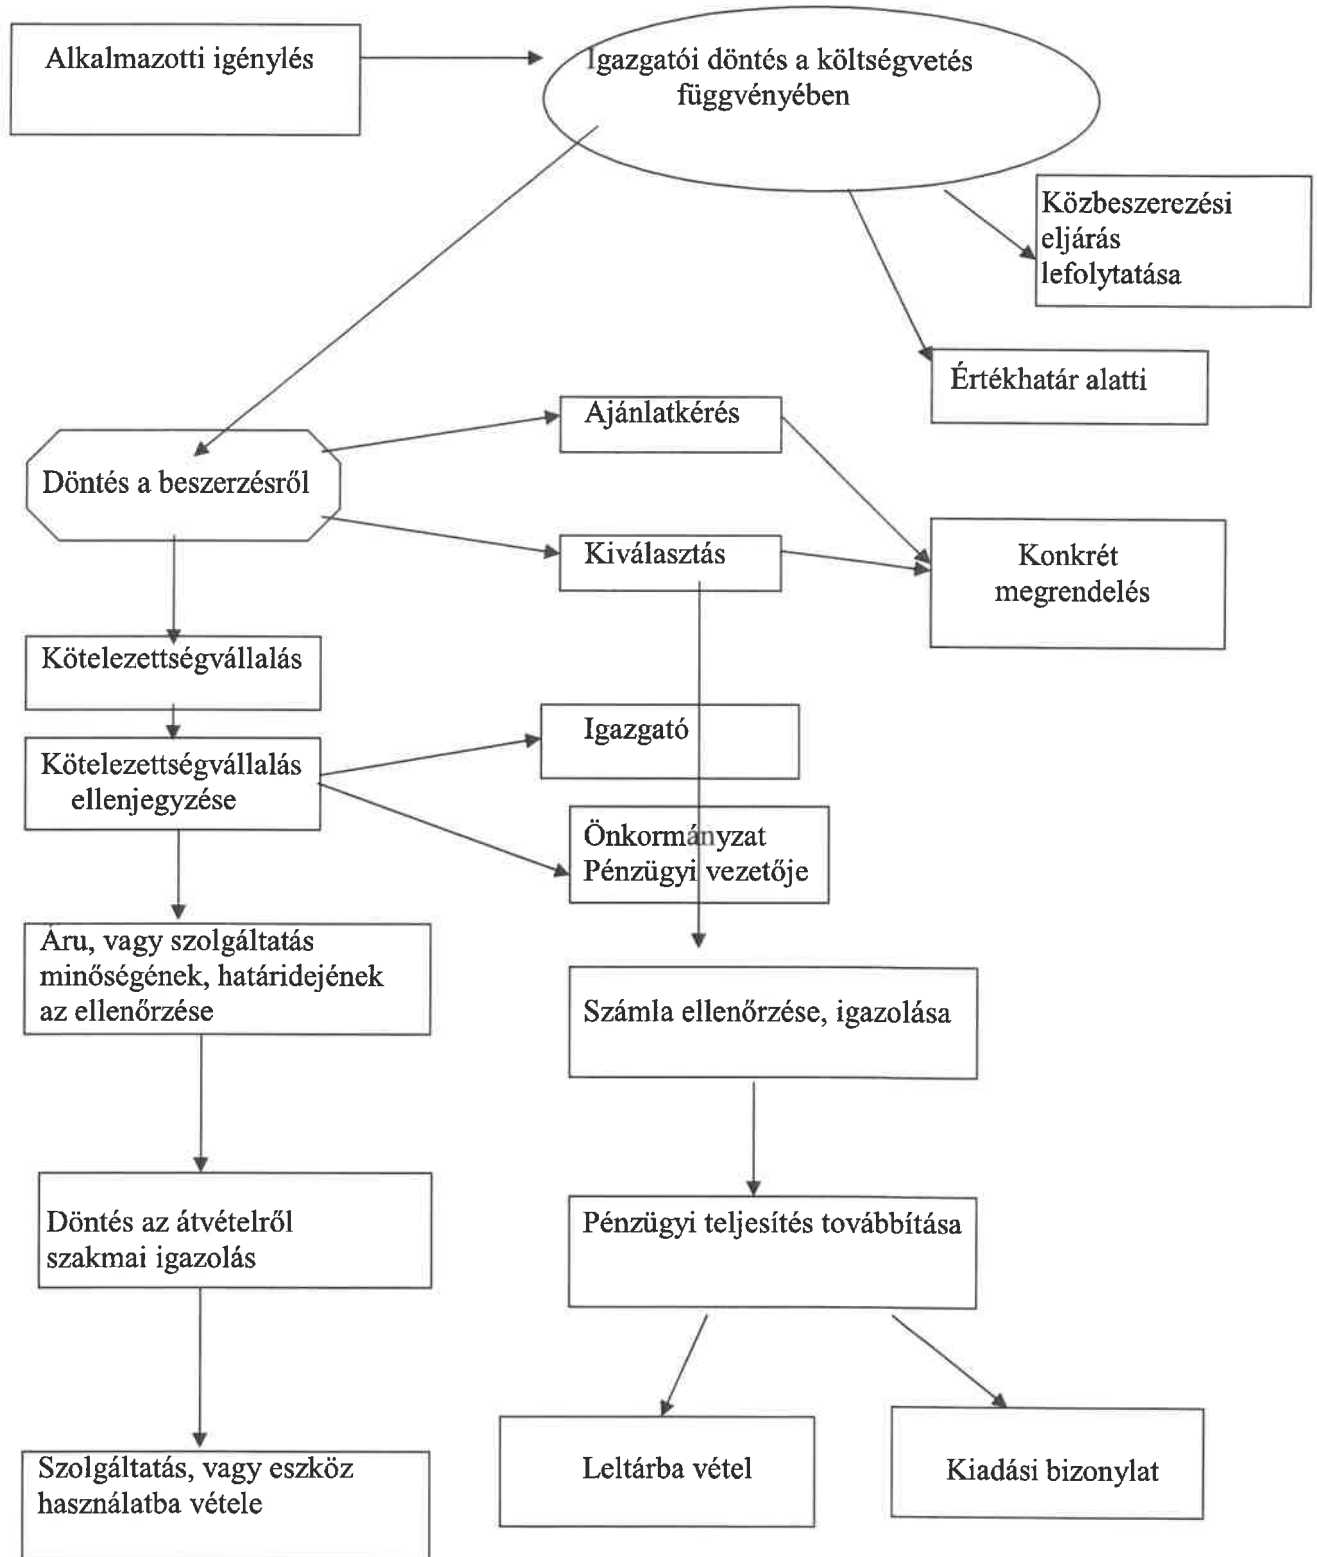 Alkalmazotti igénylés
Igazgatói döntés a költségvetés
függvényében
Közbeszerezési
eljárás
lefolytatása
Értékhatár alatti
Ajánlatkérés
Döntés a beszerzésről
Kiválasztás
Konkrét
megrendelés
Kötelezettségvállalás
Igazgató
Kötelezettségvállalás
ellenjegyzése
Önkormányzat
Pénzügyi vezetője
Áru, vagy szolgáltatás
minőségének, határidejének
az ellenőrzése
Számla ellenőrzése, igazolása
Döntés az átvételről
szakmai igazolás
Pénzügyi teljesítés továbbítása
Szolgáltatás, vagy eszköz
használatba vétele
Leltárba vétel
Kiadási bizonylat